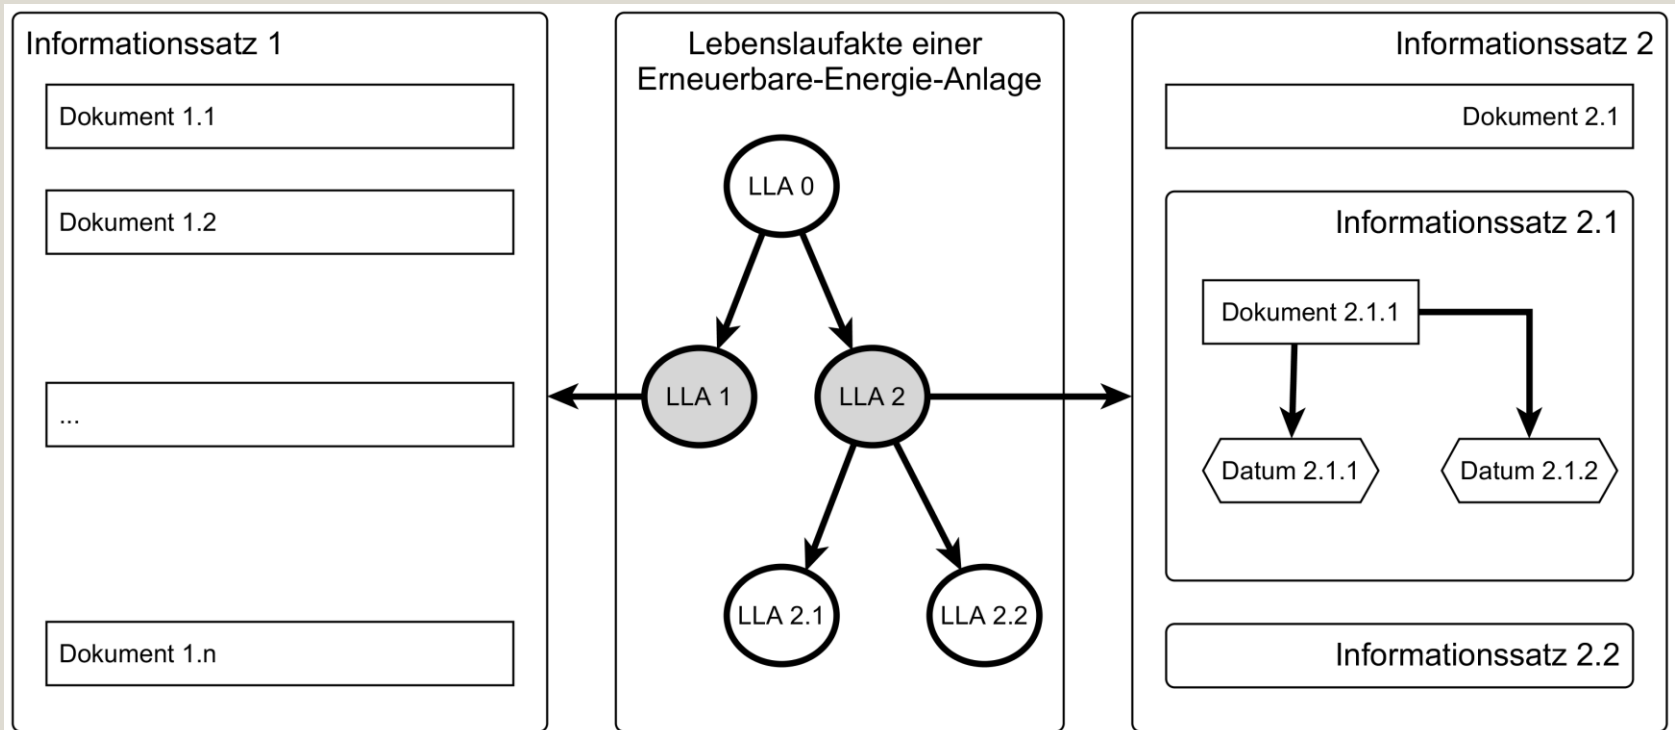 Informationssatz 1
Dokument 1.1
Dokument 1.2
...
Dokument 1.n
Lebenslaufakte einer
Erneuerbare-Energie-Anlage
LLA 0
LLA 1
LLA 2
LLA 2.1
LLA 2.2
Informationssatz 2
Dokument 2.1
Informationssatz 2.1
Dokument 2.1.1
Datum 2.1.1
Datum 2.1.2
Informationssatz 2.2